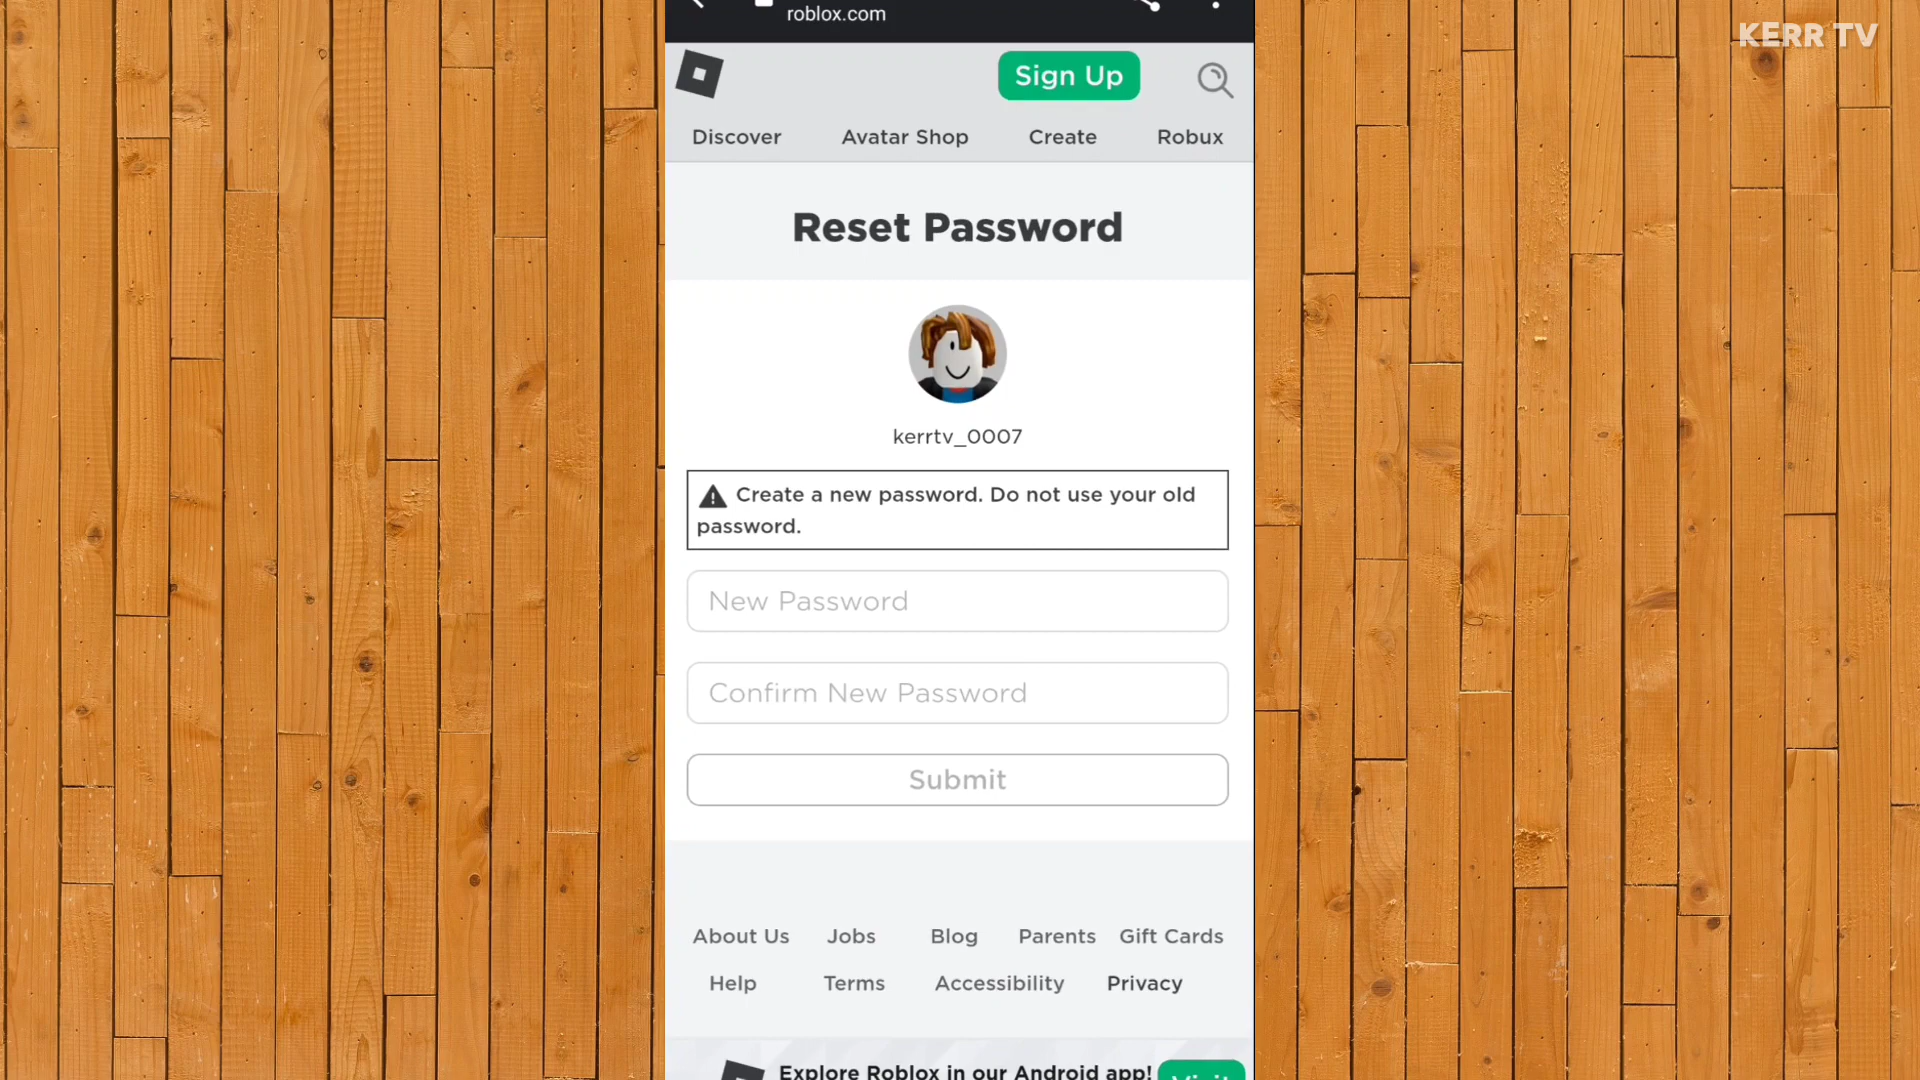 roblox.com
KERR TV
Sign Up
Discover Avatar Shop Create Robux
Reset Password
kerrtv_0007
Create a new password. Do not use your old
password.
New Password
Confirm New Password
Submit
About Us Jobs Blog Parents Gift Cards
Help Terms Accessibility Privacy
Explore Roblox in our Android app!